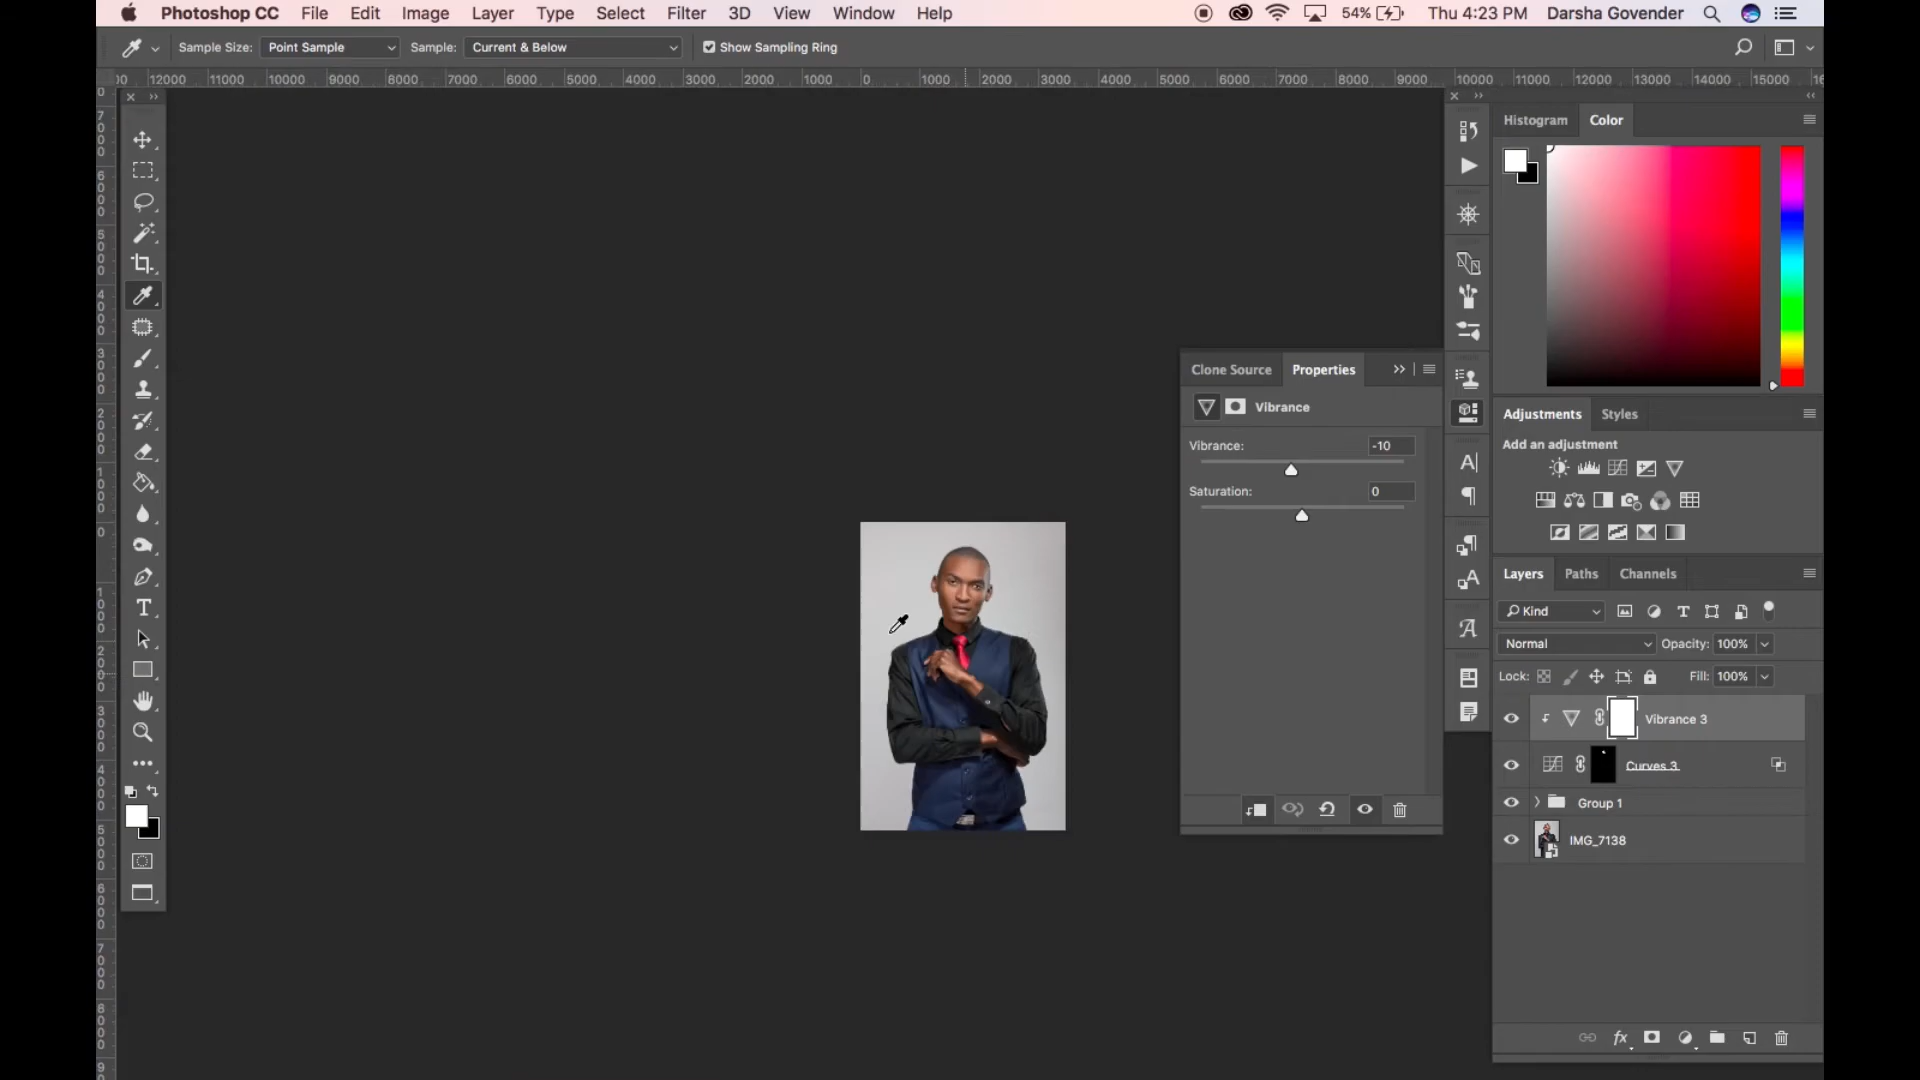 Photoshop CC File Edit Image Layer Type Select Filter 3D View Window Help 54% Thu 4:23 PM Darsha Govender
Sample Size: Point Sample Sample: Current & Below Show Sampling Ring
12000 11000 10000 9000 8000 7000 6000 5000 4000 3000 2000 1000 0 1000 2000 3000 4000 5000 6000 7000 8000 9000 10000 11000 12000 13000 14000 15000
Histogram Color
Clone Source Properties
Vibrance
Vibrance: -10
Saturation: 0
Adjustments Styles
Add an adjustment
Layers Paths Channels
Kind
Normal Opacity: 100%
Lock: Fill: 100%
Vibrance 3
Curves 3
Group 1
IMG_7138